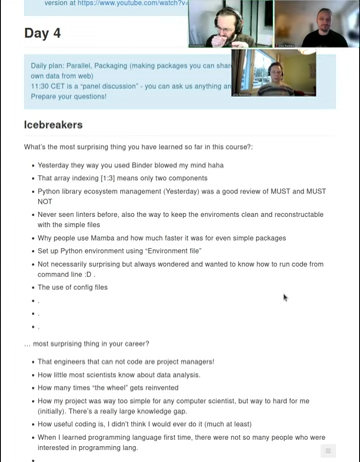 version at https://www.youtube.com/watch?v=
Day 4
Daily plan: Parallel, Packaging (making packages you can shar
own data from web)
11:30 CET is a "panel discussion" - you can ask us anything an
Prepare your questions!
Icebreakers
What's the most surprising thing you have learned so far in this course?:
Yesterday they way you used Binder blowed my mind haha
That array indexing [1:3] means only two components
Python library ecosystem management (Yesterday) was a good review of MUST and MUST
NOT
Never seen linters before, also the way to keep the enviroments clean and reconstructable
with the simple files
Why people use Mamba and how much faster it was for even simple packages
Set up Python environment using "Environment file"
Not necessarily surprising but always wondered and wanted to know how to run code from
command line :D .
The use of config files
.
.
.
... most surprising thing in your career?
That engineers that can not code are project managers!
How little most scientists know about data analysis.
How many times "the wheel" gets reinvented
How my project was way too simple for any computer scientist, but way to hard for me
(initially). There's a really large knowledge gap.
How useful coding is, I didn't think I would ever do it (much at least)
When I learned programming language first time, there were not so many people who were
interested in programming lang.